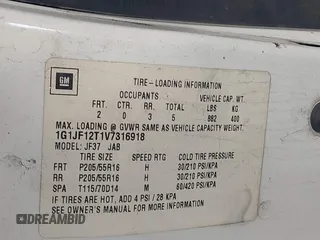 GM
TIRE-LOADING INFORMATION
OCCUPANTS VEHICLE CAP. WT.
FRT. CTR. RR. TOTAL LBS KG
2 0 3 5 882 400
MAX. LOADING @ GVWR SAME AS VEHICLE CAPACITY WT.
1G1JF12T1V7316918
MODEL: JF37 JAB
TIRE SIZE SPEED RTG COLD TIRE PRESSURE
FRT P205/55R16 H 30/210 PSI/KPA
RR P205/55R16 H 30/210 PSI/KPA
SPA T115/70D14 M 60/420 PSI/KPA
IF TIRES ARE HOT, ADD 4 PSI / 28 KPA
SEE OWNER'S MANUAL FOR ADDITIONAL INFORMATION
DREAMBID